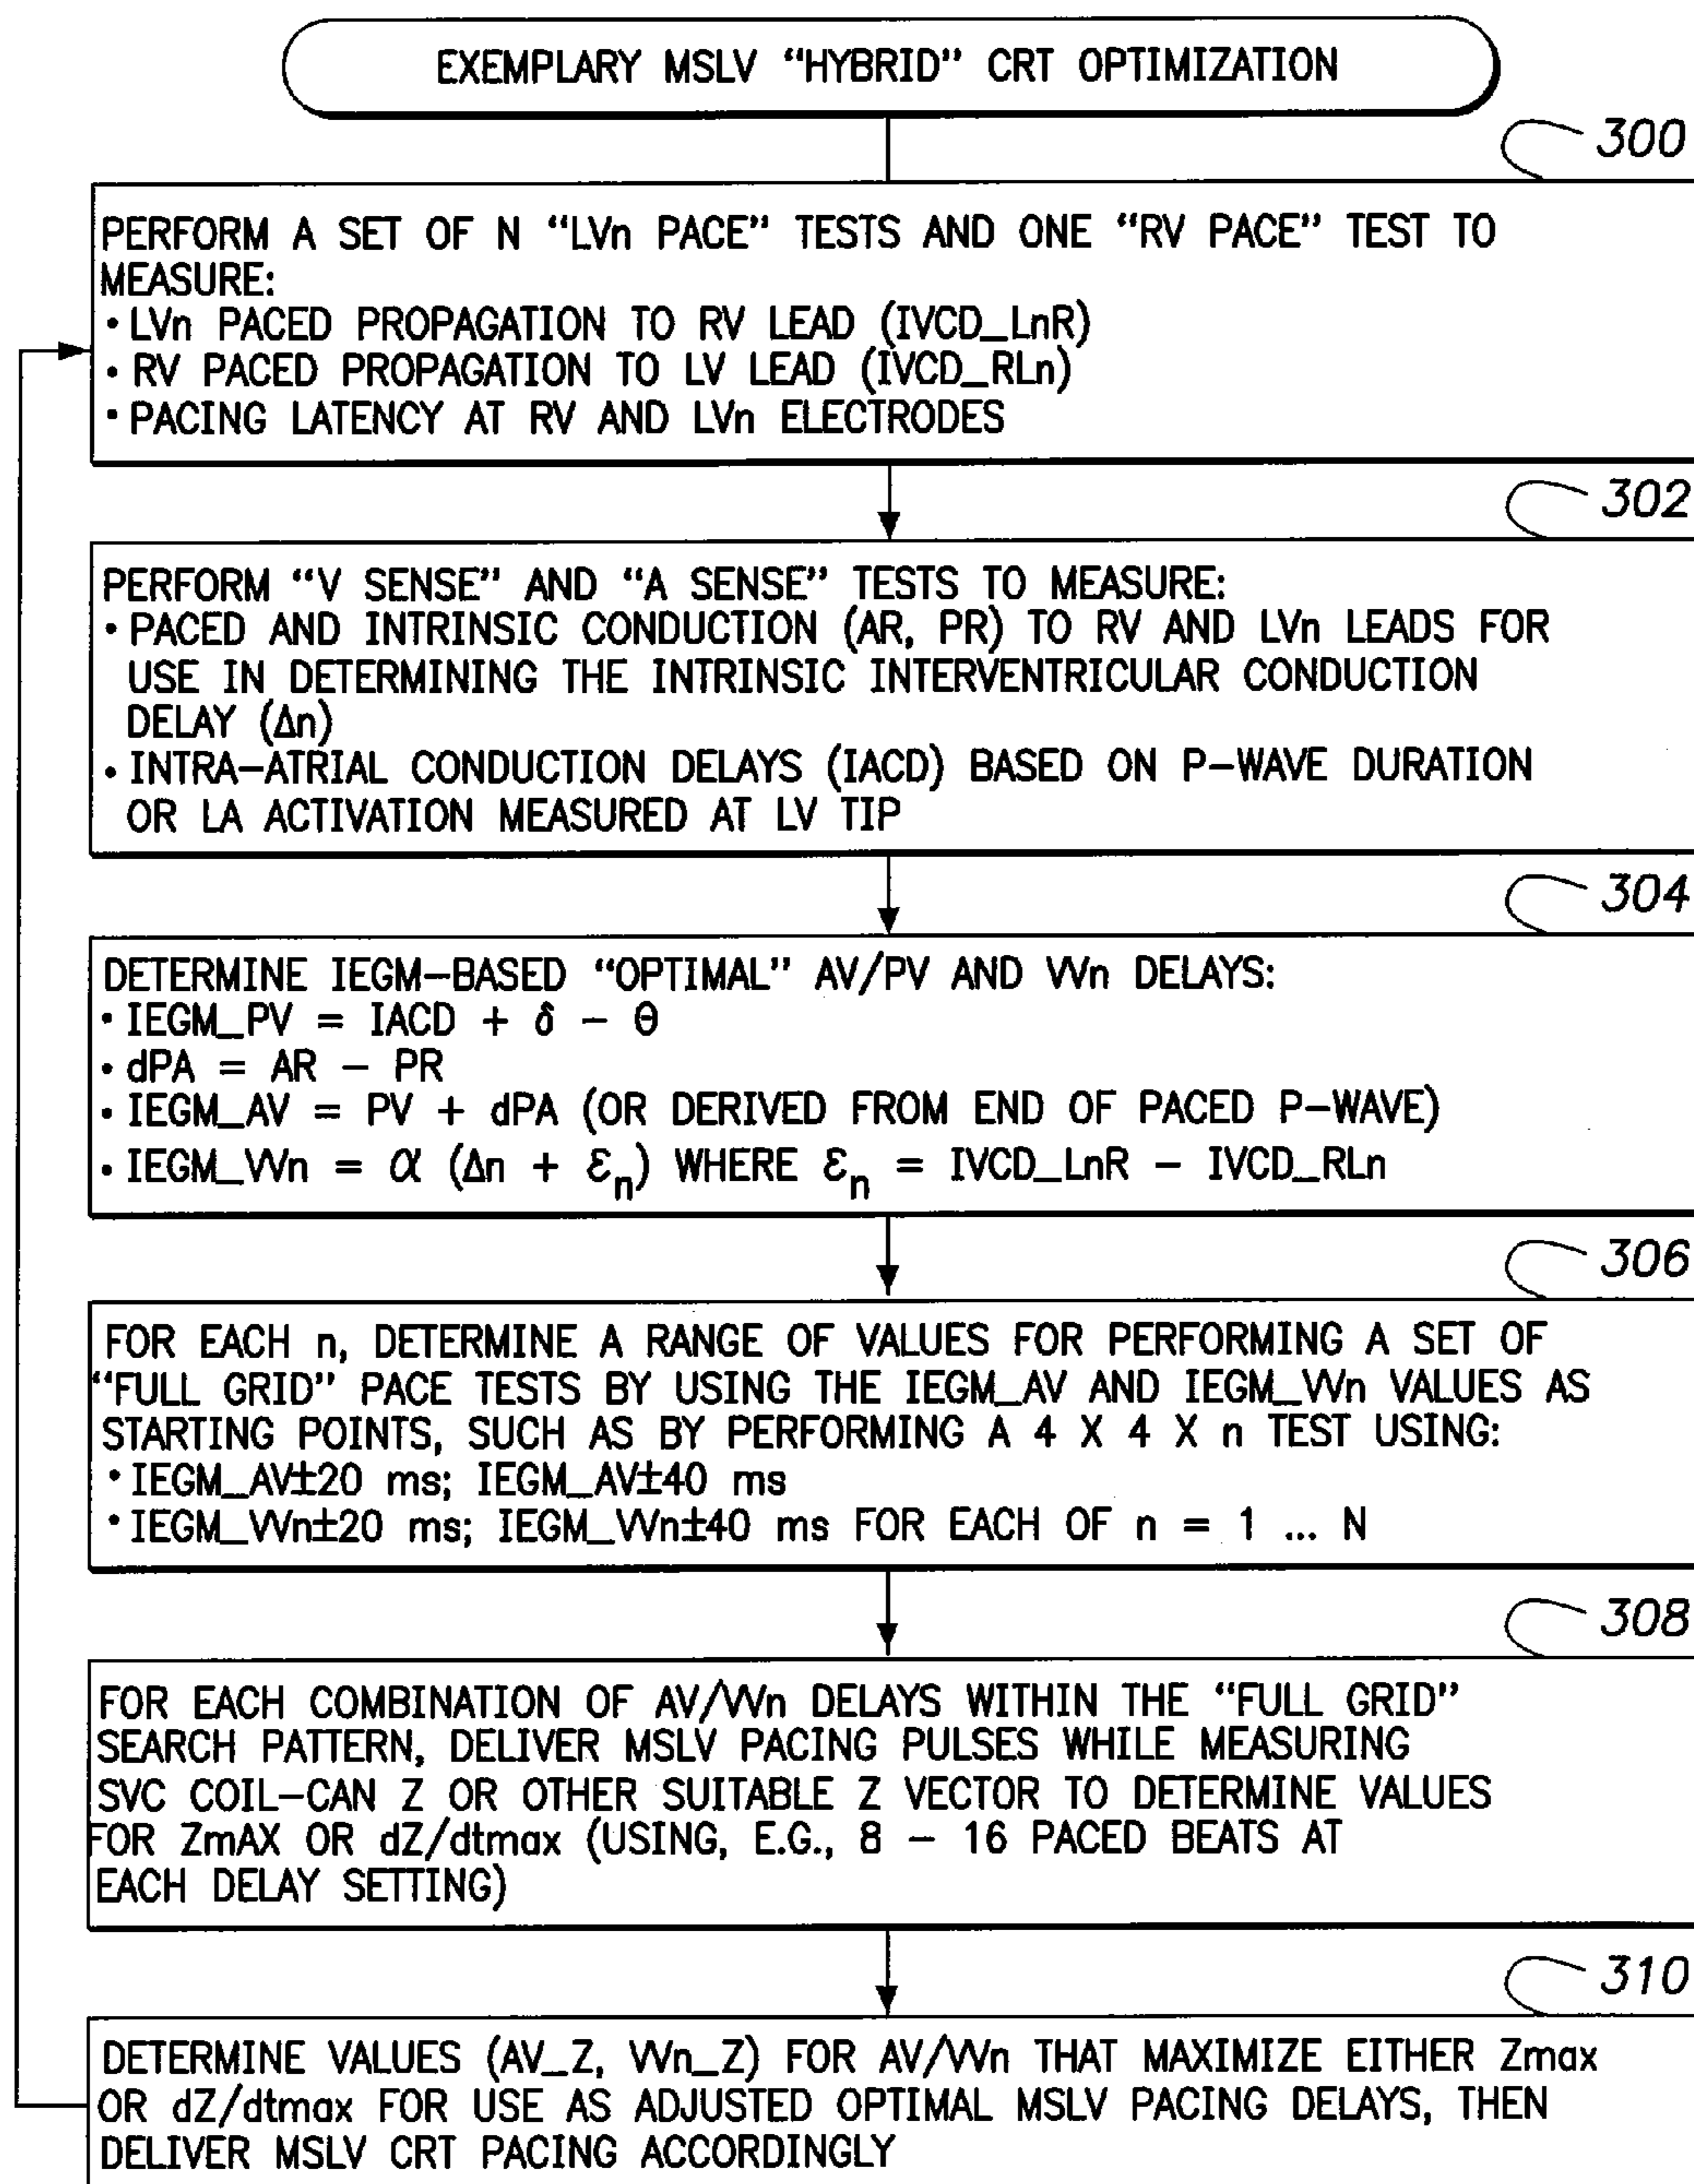 EXEMPLARY MSLV “HYBRID” CRT OPTIMIZATION
300
PERFORM A SET OF N “LVn PACE” TESTS AND ONE “RV PACE” TEST TO
MEASURE:
• LVn PACED PROPAGATION TO RV LEAD (IVCD_LnR)
• RV PACED PROPAGATION TO LV LEAD (IVCD_RLn)
• PACING LATENCY AT RV AND LVn ELECTRODES
302
PERFORM “V SENSE” AND “A SENSE” TESTS TO MEASURE:
• PACED AND INTRINSIC CONDUCTION (AR, PR) TO RV AND LVn LEADS FOR
USE IN DETERMINING THE INTRINSIC INTERVENTRICULAR CONDUCTION
DELAY (Δn)
• INTRA-ATRIAL CONDUCTION DELAYS (IACD) BASED ON P-WAVE DURATION
OR LA ACTIVATION MEASURED AT LV TIP
304
DETERMINE IEGM-BASED “OPTIMAL” AV/PV AND VVn DELAYS:
• IEGM_PV = IACD + δ − θ
• dPA = AR − PR
• IEGM_AV = PV + dPA (OR DERIVED FROM END OF PACED P-WAVE)
• IEGM_VVn = α (Δn + εn) WHERE εn = IVCD_LnR − IVCD_RLn
306
FOR EACH n, DETERMINE A RANGE OF VALUES FOR PERFORMING A SET OF
“FULL GRID” PACE TESTS BY USING THE IEGM_AV AND IEGM_VVn VALUES AS
STARTING POINTS, SUCH AS BY PERFORMING A 4 X 4 X n TEST USING:
• IEGM_AV±20 ms; IEGM_AV±40 ms
• IEGM_VVn±20 ms; IEGM_VVn±40 ms FOR EACH OF n = 1 ... N
308
FOR EACH COMBINATION OF AV/VVn DELAYS WITHIN THE “FULL GRID”
SEARCH PATTERN, DELIVER MSLV PACING PULSES WHILE MEASURING
SVC COIL-CAN Z OR OTHER SUITABLE Z VECTOR TO DETERMINE VALUES
FOR ZmAX OR dZ/dtmax (USING, E.G., 8 − 16 PACED BEATS AT
EACH DELAY SETTING)
310
DETERMINE VALUES (AV_Z, VVn_Z) FOR AV/VVn THAT MAXIMIZE EITHER Zmax
OR dZ/dtmax FOR USE AS ADJUSTED OPTIMAL MSLV PACING DELAYS, THEN
DELIVER MSLV CRT PACING ACCORDINGLY